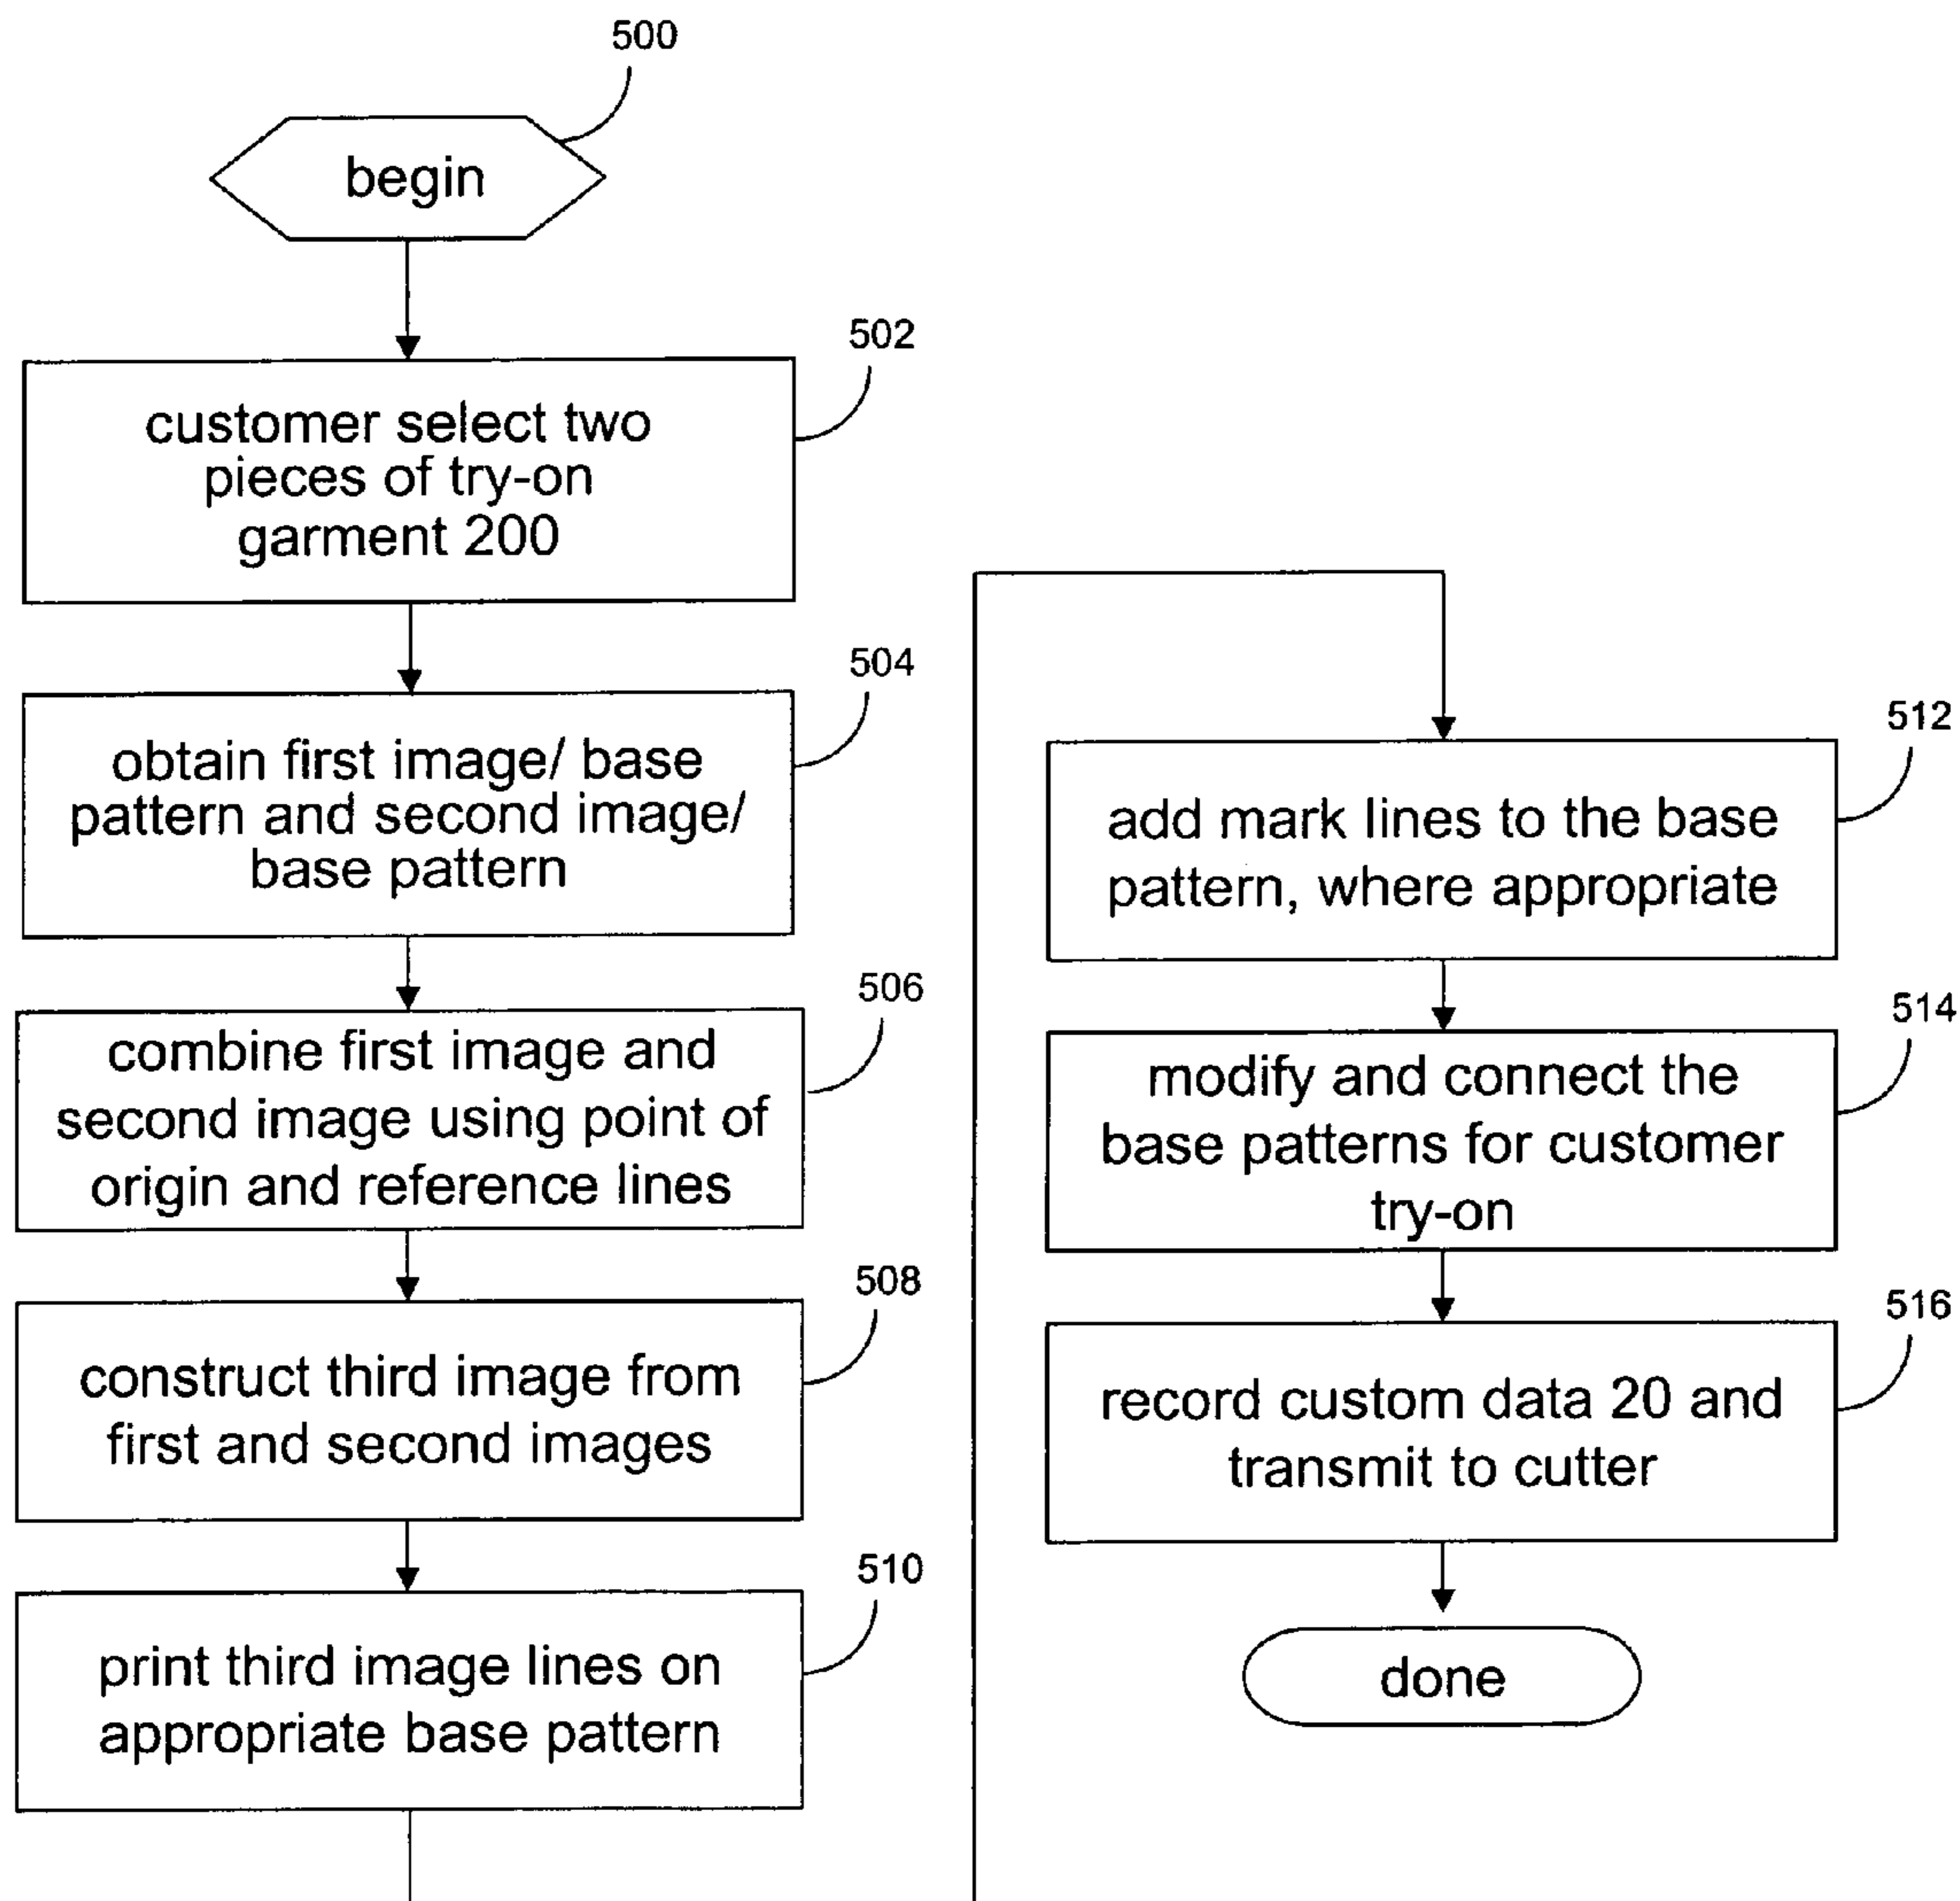 500
begin
502
customer select two
pieces of try-on
garment 200
504
obtain first image/ base
pattern and second image/
base pattern
506
combine first image and
second image using point of
origin and reference lines
508
construct third image from
first and second images
510
print third image lines on
appropriate base pattern
512
add mark lines to the base
pattern, where appropriate
514
modify and connect the
base patterns for customer
try-on
516
record custom data 20 and
transmit to cutter
done